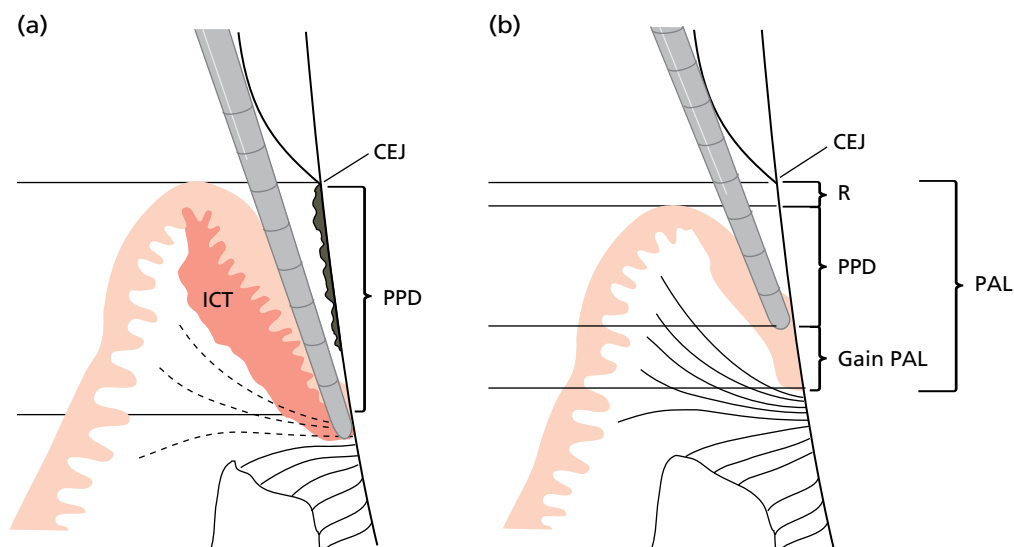 (a)
CEJ
PPD
ICT
(b)
CEJ
R
PPD
PAL
Gain PAL